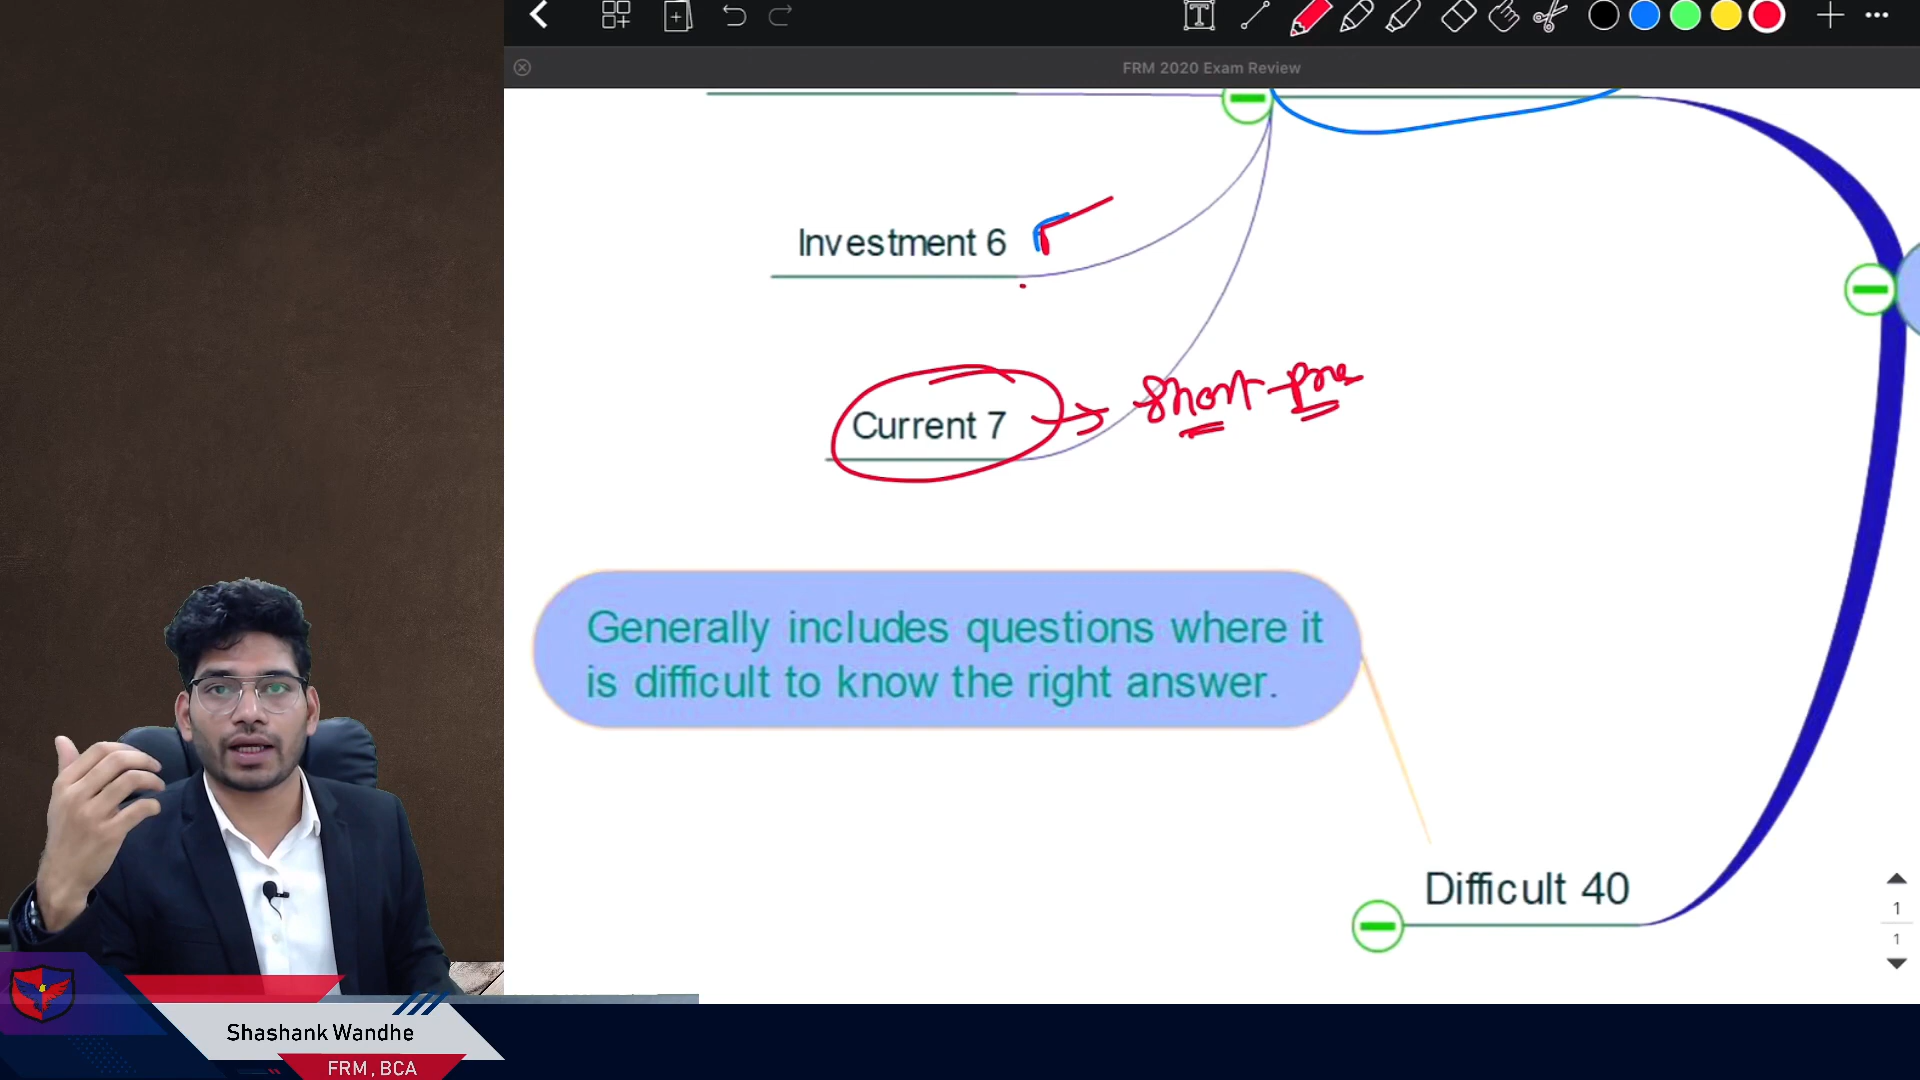 FRM 2020 Exam Review
Investment 6
Current 7
Short
Generally includes questions where it
is difficult to know the right answer.
Difficult 40
1
1
Shashank Wandhe
FRM, BCA